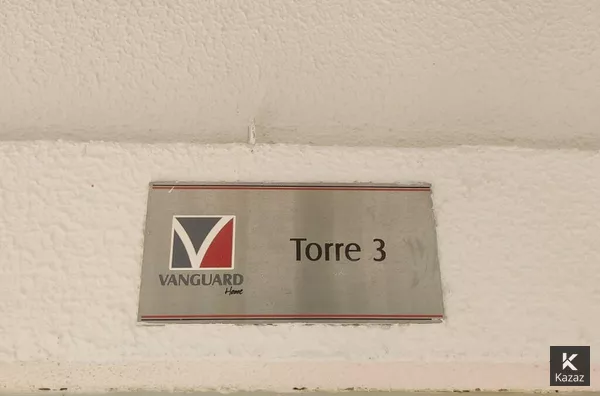 Torre 3
VANGUARD
Home
K
Kazaz